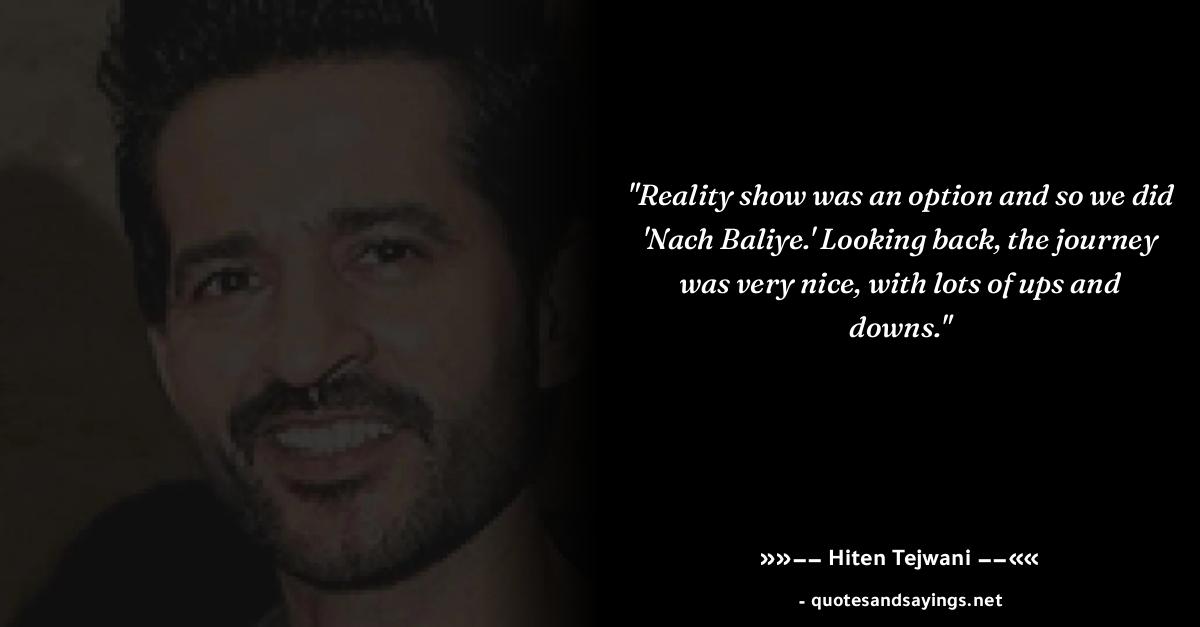 "Reality show was an option and so we did
'Nach Baliye.' Looking back, the journey
was very nice, with lots of ups and
downs."
»»—— Hiten Tejwani ——««
- quotesandsayings.net